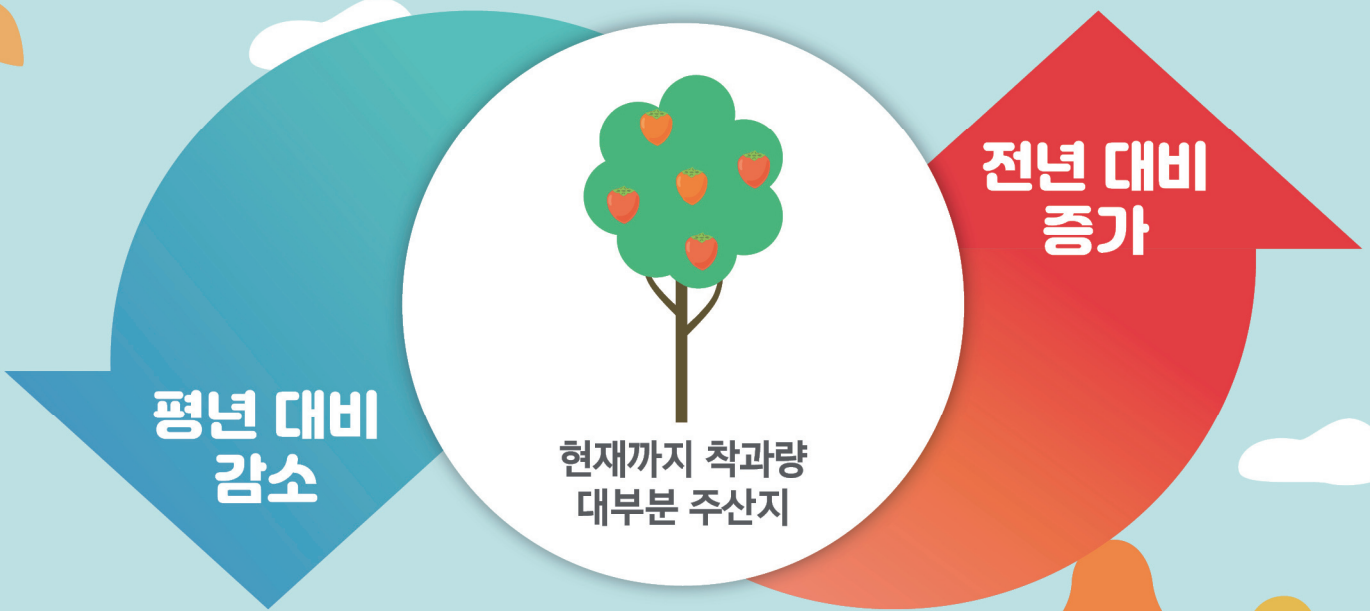 전년 대비
증가
평년 대비
감소
현재까지 착과량
대부분 주산지